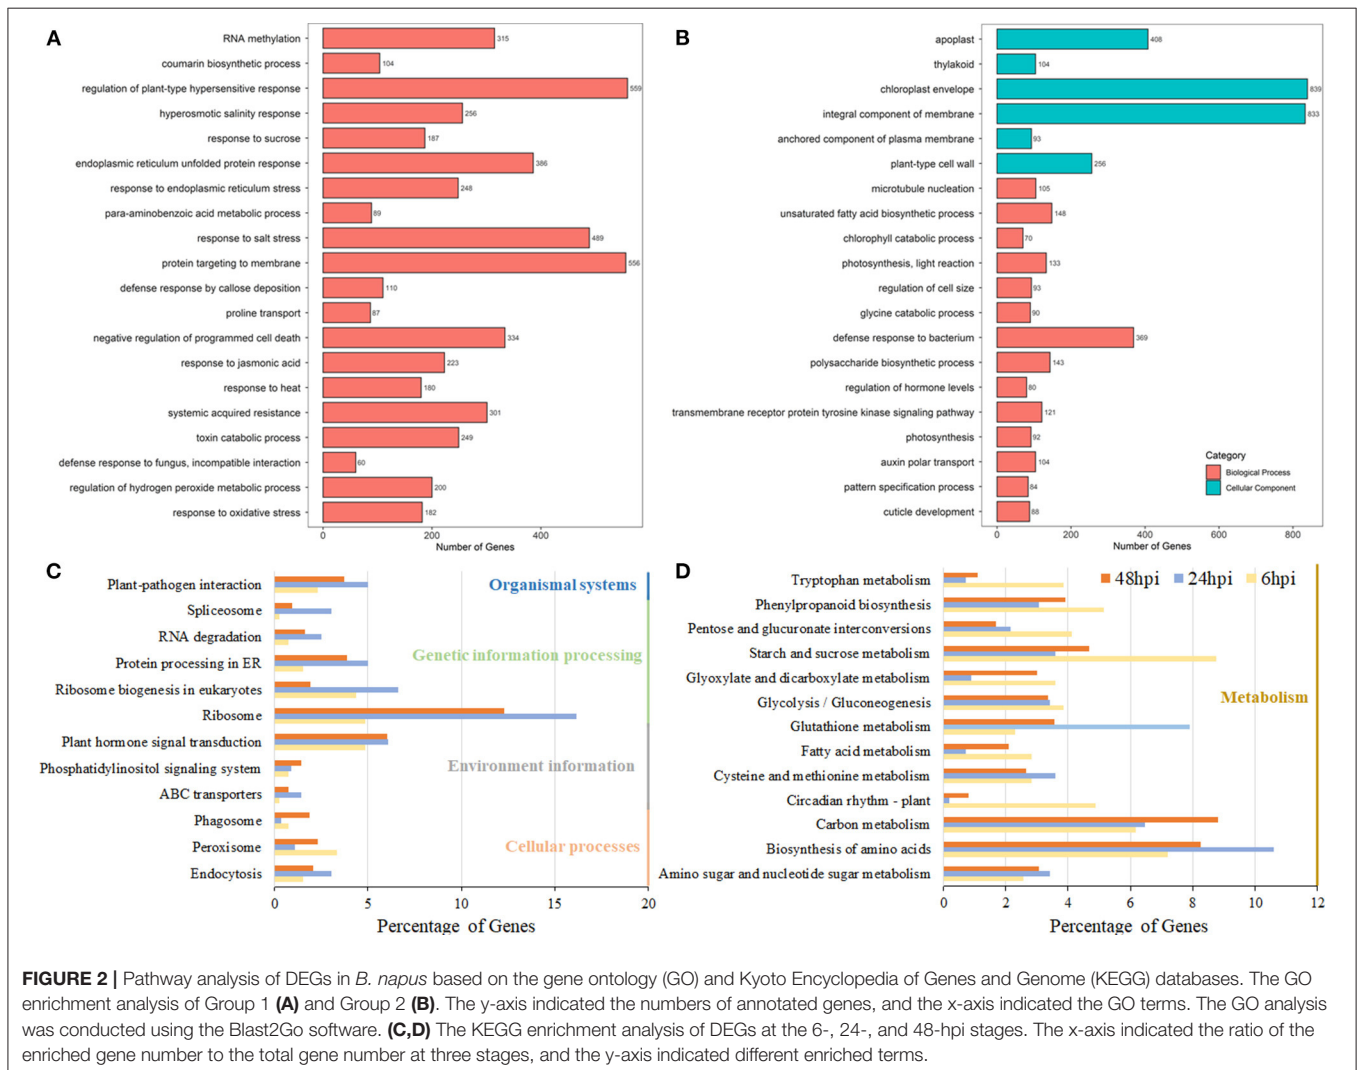 A
RNA methylation 315
coumarin biosynthetic process 104
regulation of plant-type hypersensitive response 559
hyperosmotic salinity response 256
response to sucrose 187
endoplasmic reticulum unfolded protein response 386
response to endoplasmic reticulum stress 248
para-aminobenzoic acid metabolic process 89
response to salt stress 489
protein targeting to membrane 556
defense response by callose deposition 110
proline transport 87
negative regulation of programmed cell death 334
response to jasmonic acid 223
response to heat 180
systemic acquired resistance 301
toxin catabolic process 249
defense response to fungus, incompatible interaction 60
regulation of hydrogen peroxide metabolic process 200
response to oxidative stress 182
0 200 400
Number of Genes
B
apoplast 408
thylakoid 104
chloroplast envelope 839
integral component of membrane 833
anchored component of plasma membrane 93
plant-type cell wall 256
microtubule nucleation 105
unsaturated fatty acid biosynthetic process 148
chlorophyll catabolic process 70
photosynthesis, light reaction 133
regulation of cell size 93
glycine catabolic process 90
defense response to bacterium 369
polysaccharide biosynthetic process 143
regulation of hormone levels 80
transmembrane receptor protein tyrosine kinase signaling pathway 121
photosynthesis 92
auxin polar transport 104
pattern specification process 84
cuticle development 88
Category
Biological Process
Cellular Component
0 200 400 600 800
Number of Genes
C
Plant-pathogen interaction
Spliceosome
RNA degradation
Protein processing in ER
Ribosome biogenesis in eukaryotes
Ribosome
Plant hormone signal transduction
Phosphatidylinositol signaling system
ABC transporters
Phagosome
Peroxisome
Endocytosis
Organismal systems
Genetic information processing
Environment information
Cellular processes
0 5 10 15 20
Percentage of Genes
D
48hpi 24hpi 6hpi
Tryptophan metabolism
Phenylpropanoid biosynthesis
Pentose and glucuronate interconversions
Starch and sucrose metabolism
Glyoxylate and dicarboxylate metabolism
Glycolysis / Gluconeogenesis
Glutathione metabolism
Fatty acid metabolism
Cysteine and methionine metabolism
Circadian rhythm - plant
Carbon metabolism
Biosynthesis of amino acids
Amino sugar and nucleotide sugar metabolism
Metabolism
0 2 4 6 8 10 12
Percentage of Genes
FIGURE 2 | Pathway analysis of DEGs in B. napus based on the gene ontology (GO) and Kyoto Encyclopedia of Genes and Genome (KEGG) databases. The GO
enrichment analysis of Group 1 (A) and Group 2 (B). The y-axis indicated the numbers of annotated genes, and the x-axis indicated the GO terms. The GO analysis
was conducted using the Blast2Go software. (C,D) The KEGG enrichment analysis of DEGs at the 6-, 24-, and 48-hpi stages. The x-axis indicated the ratio of the
enriched gene number to the total gene number at three stages, and the y-axis indicated different enriched terms.